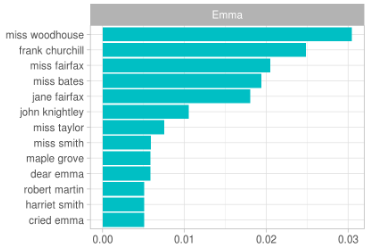 Emma
miss woodhouse
frank churchill
miss fairfax
miss bates
jane fairfax
john knightley
miss taylor
miss smith
maple grove
dear emma
robert martin
harriet smith
cried emma
0.00 0.01 0.02 0.03